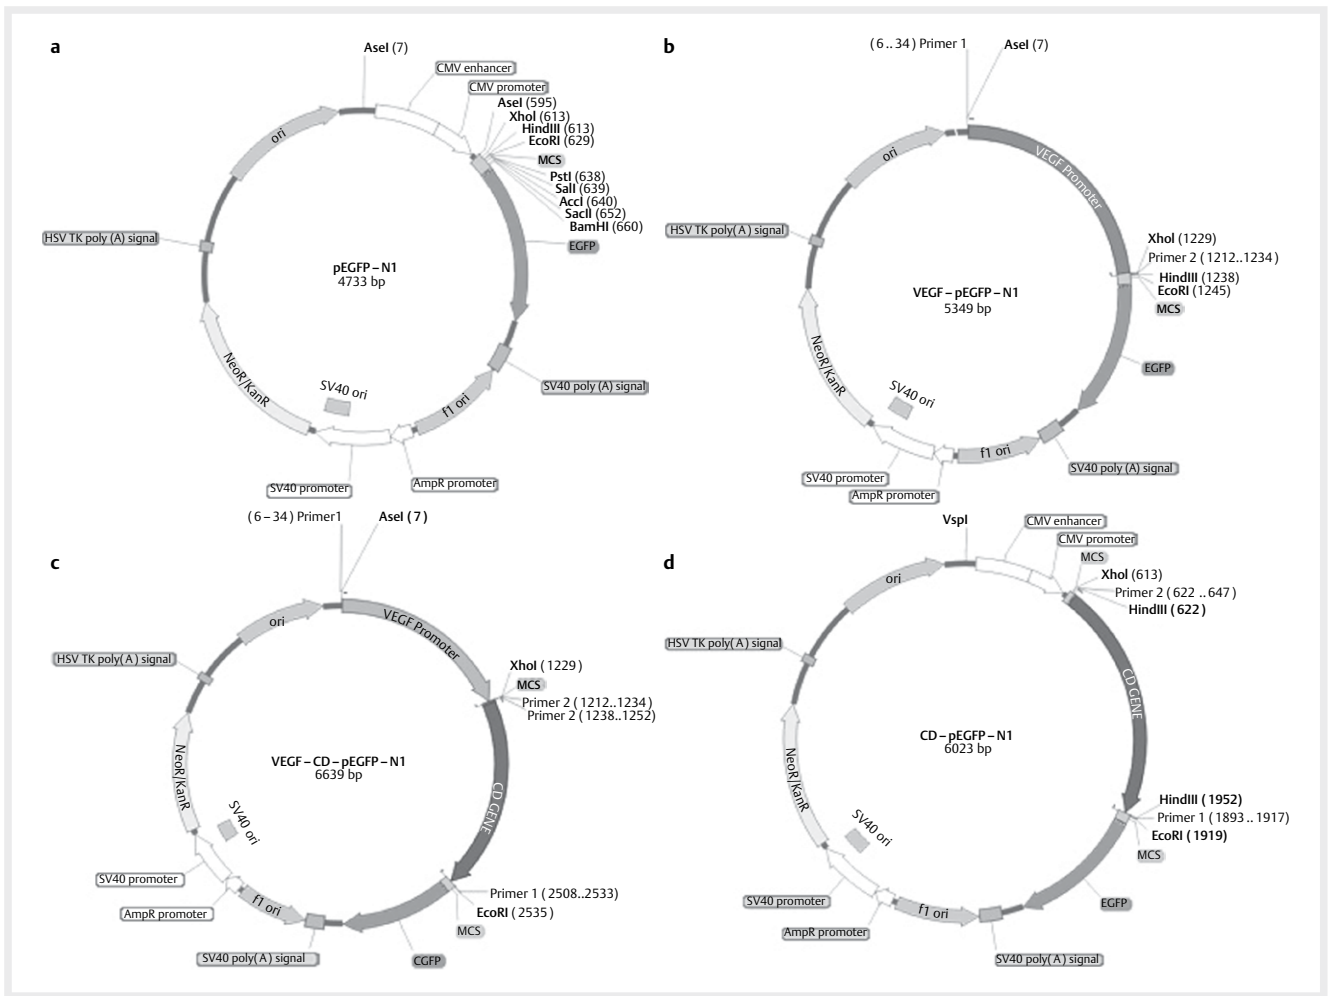 a
AseI (7)
CMV enhancer
CMV promoter
AseI (595)
XhoI (613)
HindIII (613)
EcoRI (629)
MCS
PstI (638)
SalI (639)
AccI (640)
SacII (652)
BamHI (660)
EGFP
ori
HSV TK poly (A) signal
pEGFP – N1
4733 bp
NeoR/KanR
SV40 ori
SV40 poly (A) signal
f1 ori
AmpR promoter
SV40 promoter
b
(6 .. 34) Primer 1
AseI (7)
ori
VEGF Promoter
HSV TK poly(A) signal
XhoI (1229)
Primer 2 (1212..1234)
HindIII (1238)
EcoRI (1245)
MCS
VEGF – pEGFP – N1
5349 bp
EGFP
NeoR/KanR
SV40 ori
f1 ori
SV40 poly (A) signal
SV40 promoter
AmpR promoter
c
(6 – 34) Primer1
AseI (7)
ori
VEGF Promoter
HSV TK poly(A) signal
XhoI (1229)
MCS
Primer 2 (1212..1234)
Primer 2 (1238..1252)
VEGF – CD – pEGFP – N1
6639 bp
NeoR/KanR
CD GENE
SV40 ori
SV40 promoter
AmpR promoter
f1 ori
Primer 1 (2508..2533)
EcoRI (2535)
MCS
SV40 poly(A) signal
CGFP
d
VspI
CMV enhancer
CMV promoter
MCS
XhoI (613)
Primer 2 (622 .. 647)
HindIII (622)
ori
HSV TK poly(A) signal
CD GENE
CD – pEGFP – N1
6023 bp
NeoR/KanR
HindIII (1952)
Primer 1 (1893 .. 1917)
EcoRI (1919)
MCS
SV40 ori
SV40 promoter
EGFP
f1 ori
AmpR promoter
SV40 poly(A) signal